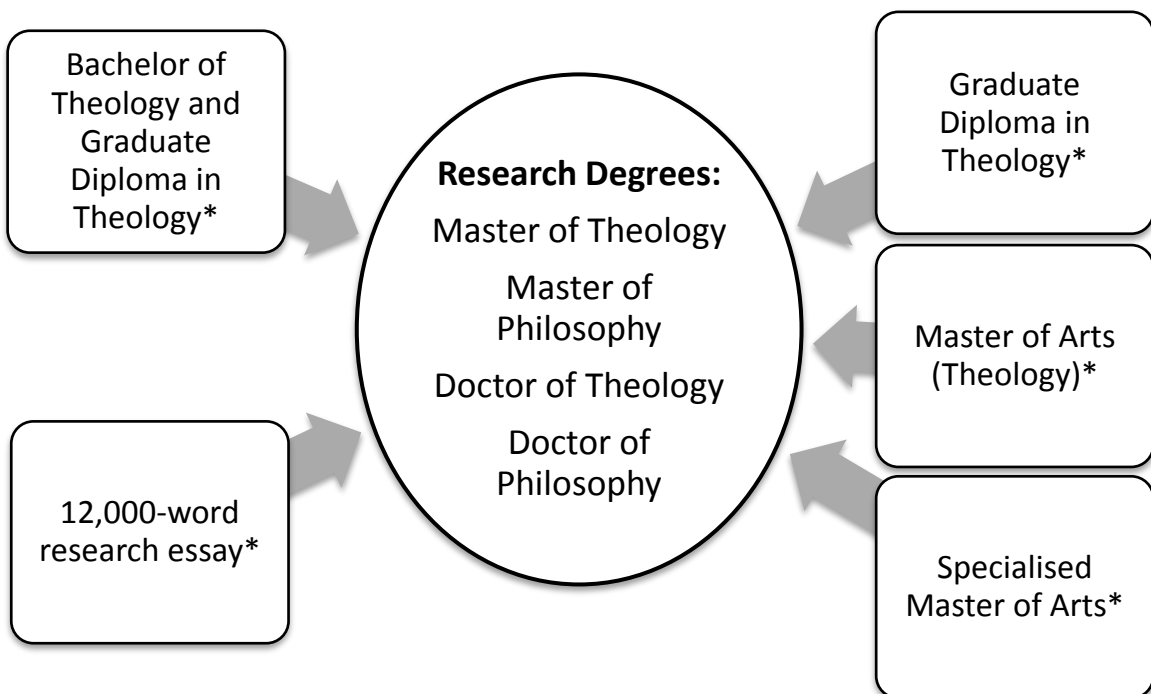 Bachelor of
Theology and
Graduate
Diploma in
Theology*
12,000-word
research essay*
Research Degrees:
Master of Theology
Master of
Philosophy
Doctor of Theology
Doctor of
Philosophy
Graduate
Diploma in
Theology*
Master of Arts
(Theology)*
Specialised
Master of Arts*